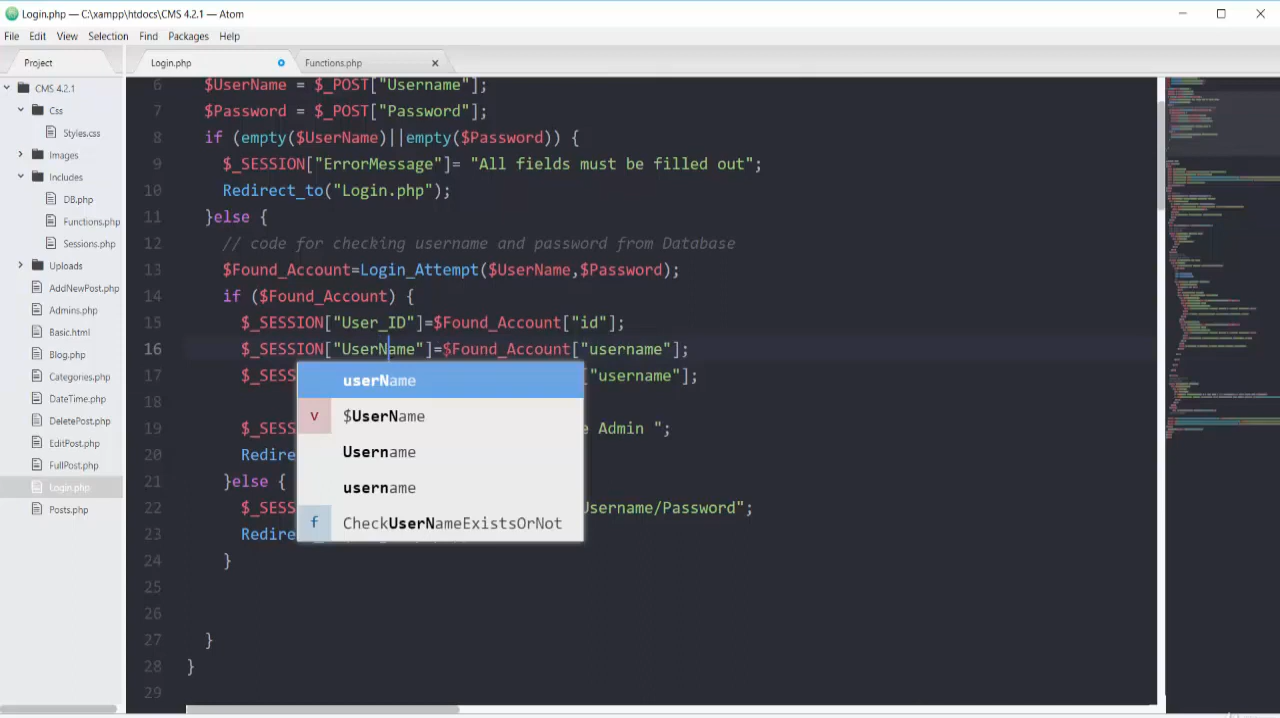 Login.php — C:\xampp\htdocs\CMS 4.2.1 — Atom
File Edit View Selection Find Packages Help
Project
Login.php
Functions.php
CMS 4.2.1
Css
Styles.css
Images
Includes
DB.php
Functions.php
Sessions.php
Uploads
AddNewPost.php
Admins.php
Basic.html
Blog.php
Categories.php
DateTime.php
DeletePost.php
EditPost.php
FullPost.php
Login.php
Posts.php
6 $UserName = $_POST["Username"];
7 $Password = $_POST["Password"];
8 if (empty($UserName)||empty($Password)) {
9 $_SESSION["ErrorMessage"]= "All fields must be filled out";
10 Redirect_to("Login.php");
11 }else {
12 // code for checking username and password from Database
13 $Found_Account=Login_Attempt($UserName,$Password);
14 if ($Found_Account) {
15 $_SESSION["User_ID"]=$Found_Account["id"];
16 $_SESSION["UserName"]=$Found_Account["username"];
17 $_SESS ["username"];
18
19 $_SESS Admin ";
20 Redire
21 }else {
22 $_SESS Username/Password";
23 Redire
24 }
25
26
27 }
28 }
29
userName
v $UserName
Username
username
f CheckUserNameExistsOrNot